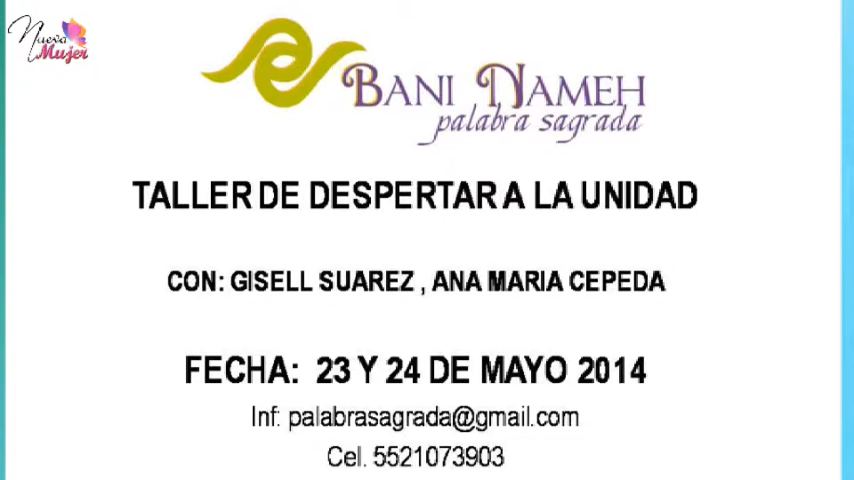 Nueva
Mujer
BANI NAMEH
palabra sagrada
TALLER DE DESPERTAR A LA UNIDAD
CON: GISELL SUAREZ , ANA MARIA CEPEDA
FECHA: 23 Y 24 DE MAYO 2014
Inf: palabrasagrada@gmail.com
Cel. 5521073903